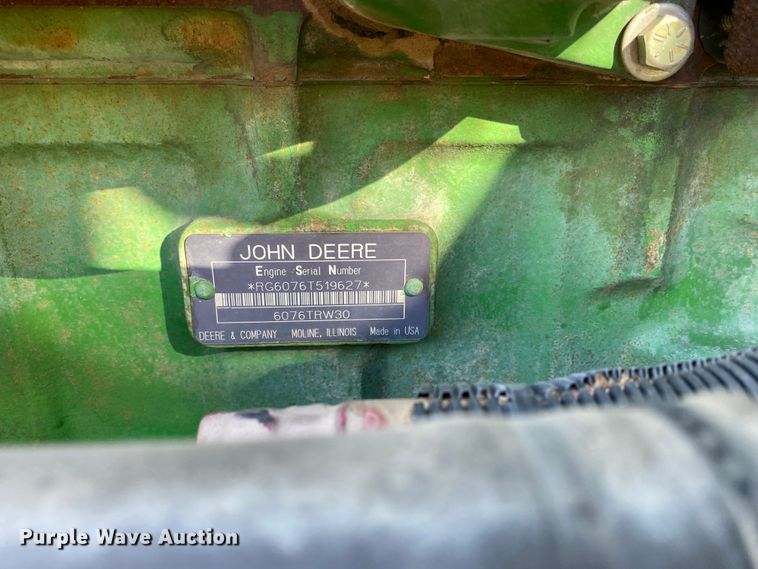 JOHN DEERE
Engine Serial Number
*RG6076T519627*
6076TRW30
DEERE & COMPANY MOLINE, ILLINOIS Made in USA
Purple Wave Auction